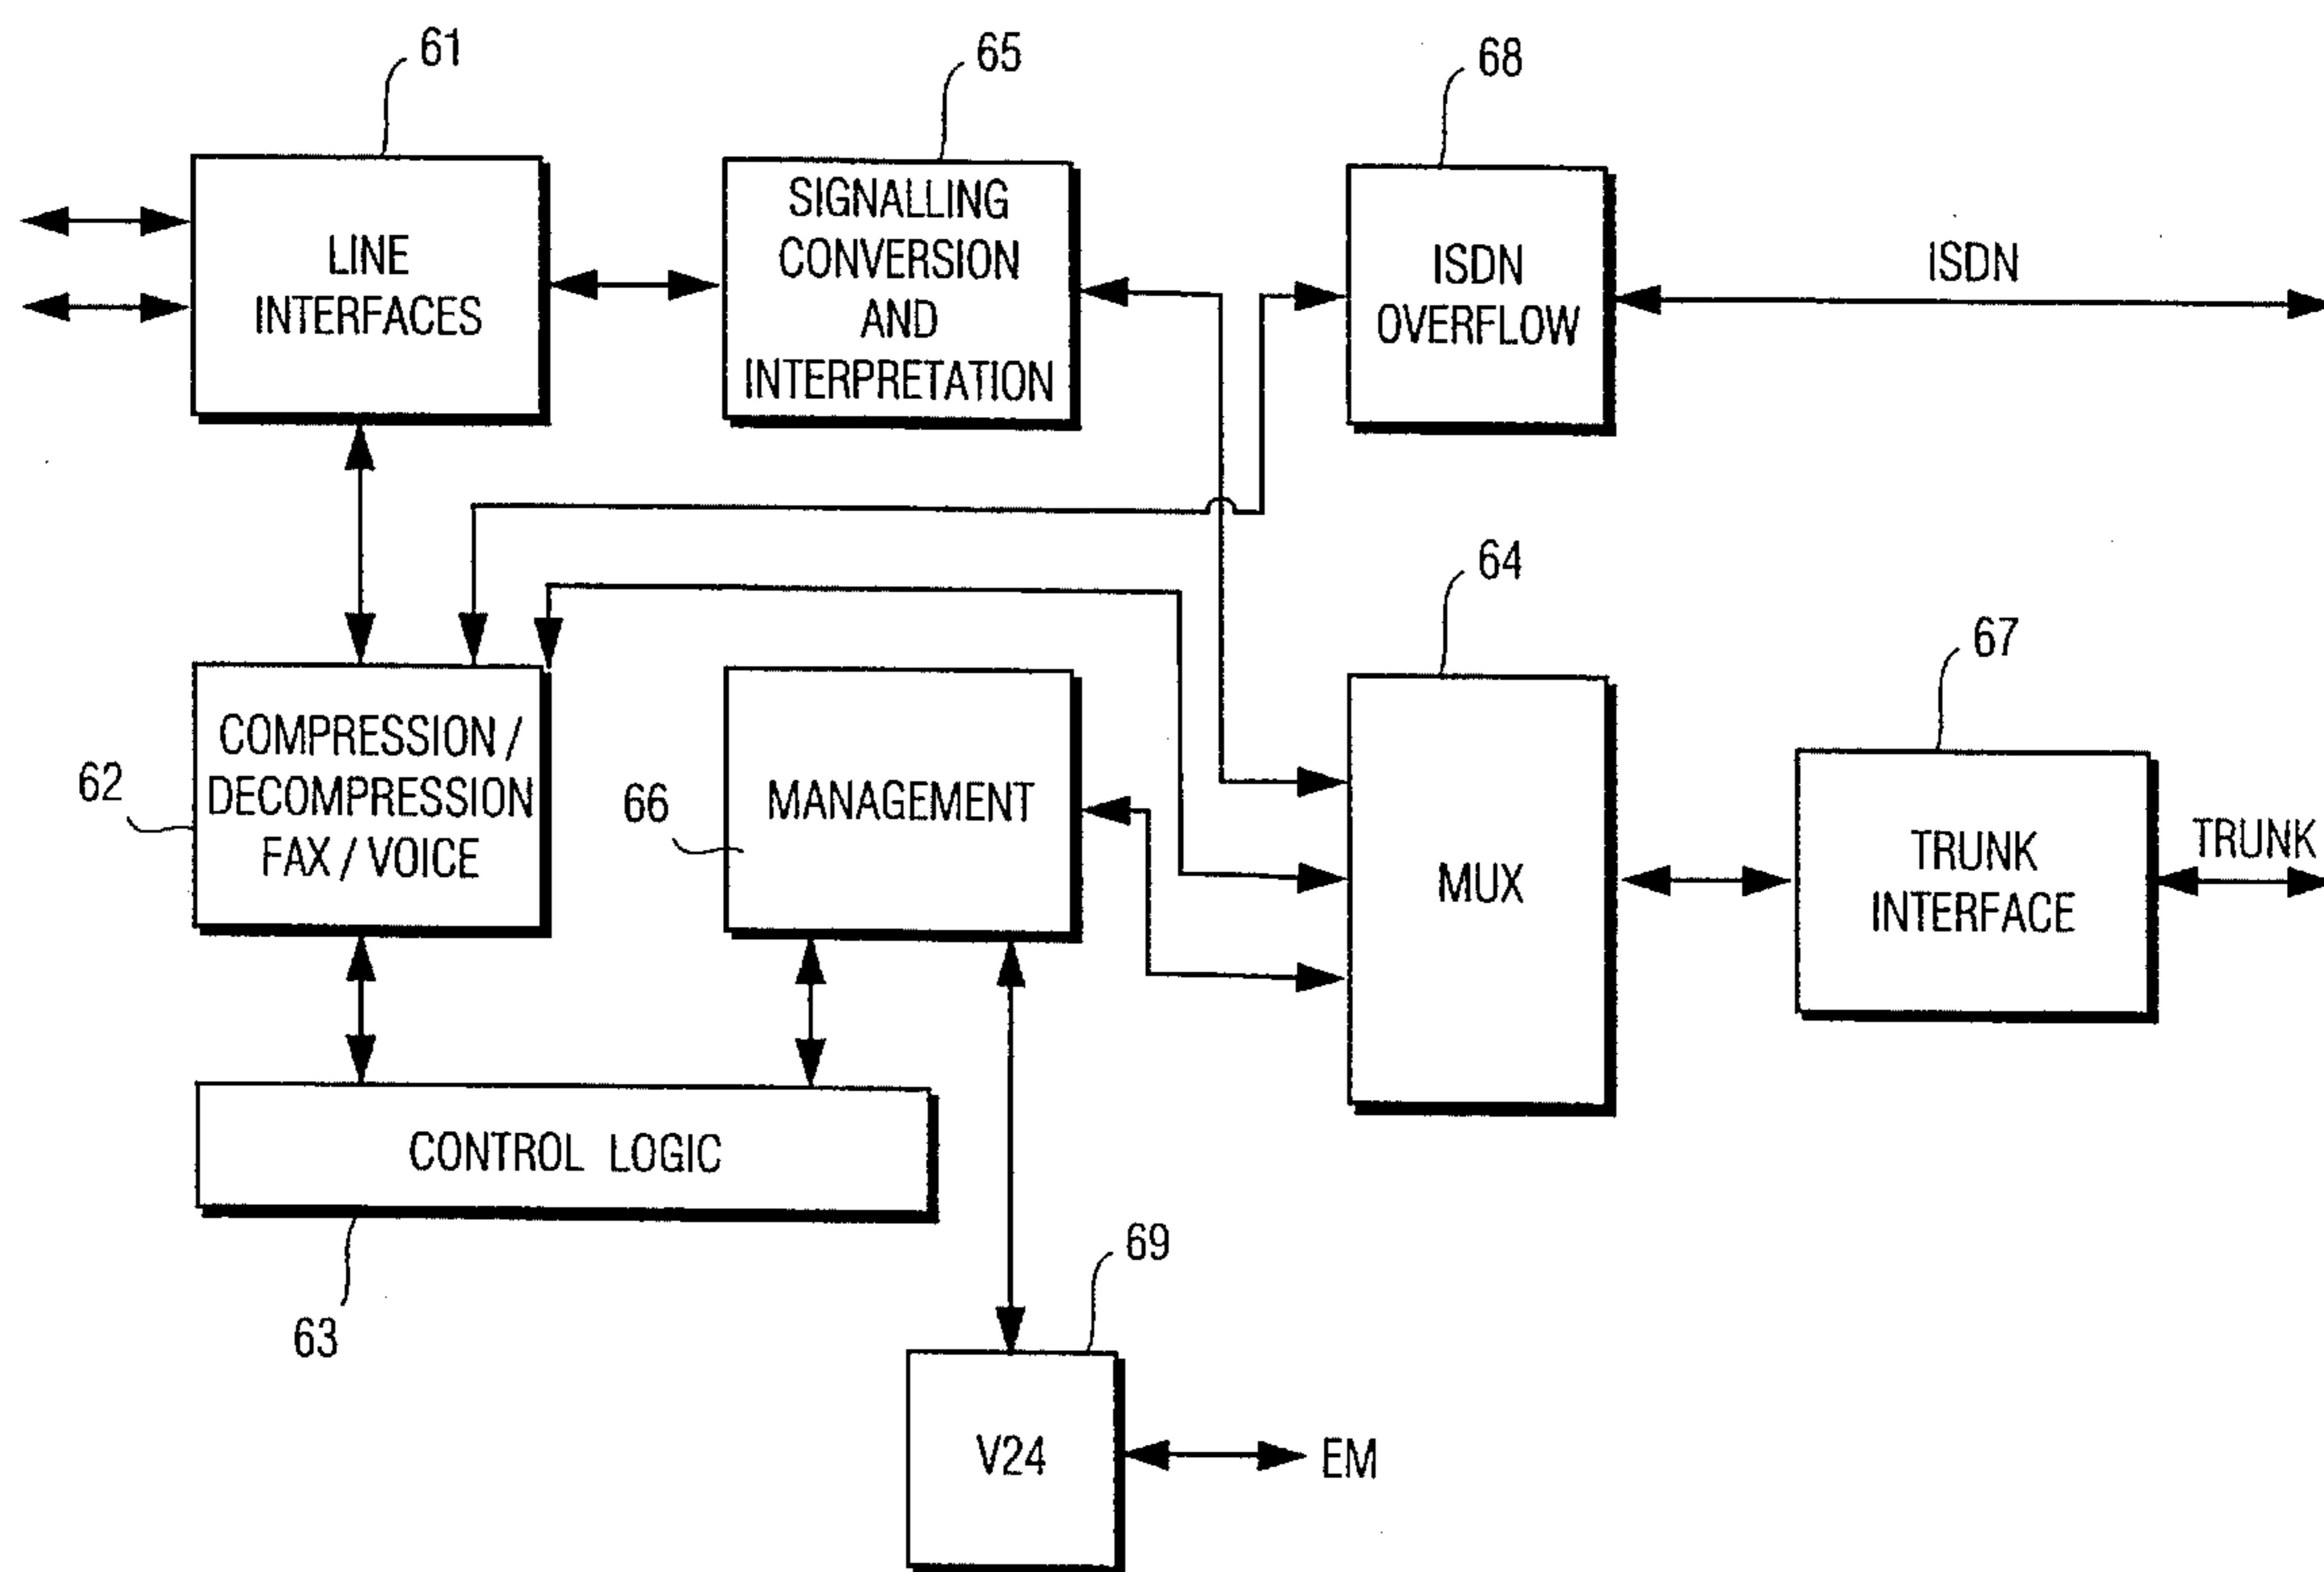 61
65
68
LINE
INTERFACES
SIGNALLING
CONVERSION
AND
INTERPRETATION
ISDN
OVERFLOW
ISDN
64
67
62
COMPRESSION /
DECOMPRESSION
FAX / VOICE
66
MANAGEMENT
MUX
TRUNK
INTERFACE
TRUNK
CONTROL LOGIC
63
69
V24
EM